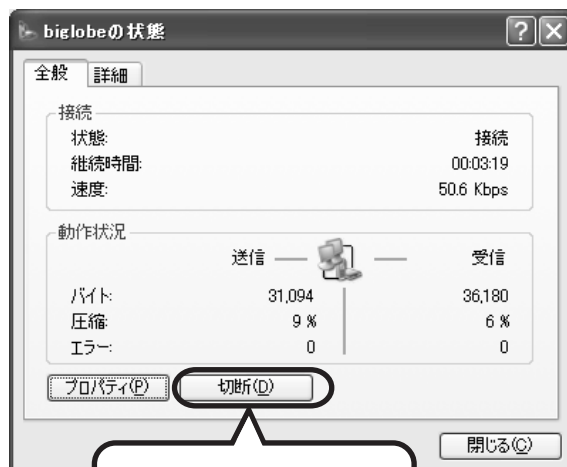 biglobeの状態
全般 詳細
接続
状態: 接続
継続時間: 00:03:19
速度: 50.6 Kbps
動作状況
送信 受信
バイト: 31,094 36,180
圧縮: 9 % 6 %
エラー: 0 0
プロパティ(P) 切断(D)
閉じる(C)